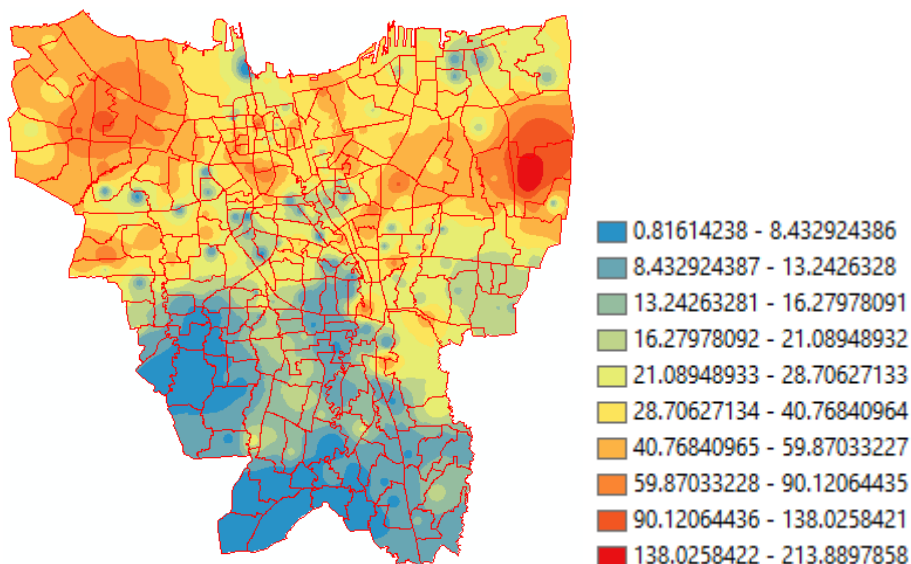 0.81614238 - 8.432924386
8.432924387 - 13.2426328
13.24263281 - 16.27978091
16.27978092 - 21.08948932
21.08948933 - 28.70627133
28.70627134 - 40.76840964
40.76840965 - 59.87033227
59.87033228 - 90.12064435
90.12064436 - 138.0258421
138.0258422 - 213.8897858